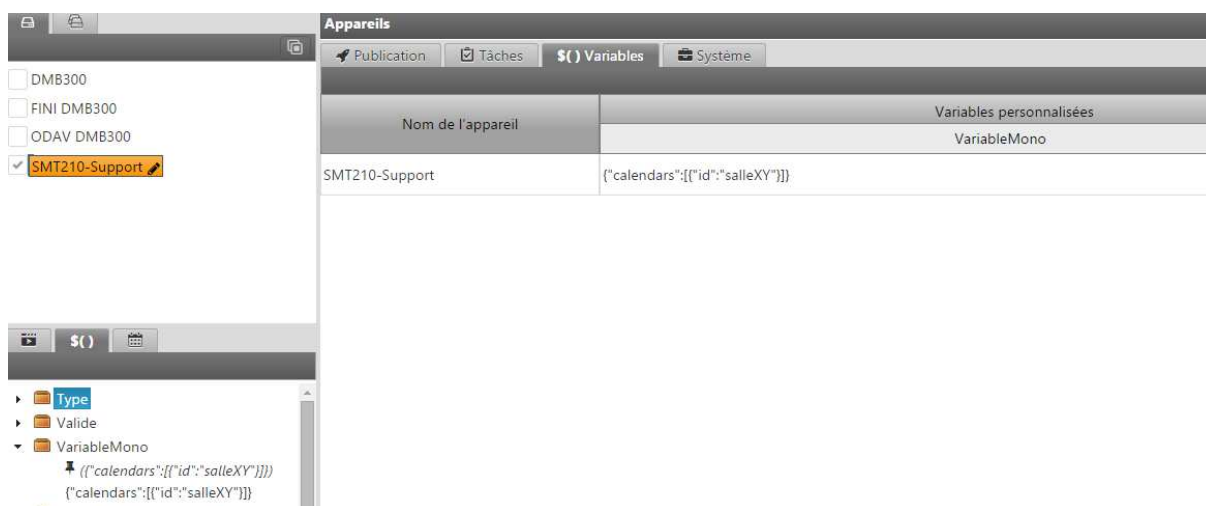 Appareils
Publication
Tâches
$() Variables
Système
DMB300
FINI DMB300
ODAV DMB300
SMT210-Support
Nom de l'appareil
Variables personnalisées
VariableMono
SMT210-Support
{"calendars":[{"id":"salleXY"}]}
$()
Type
Valide
VariableMono
({"calendars":[{"id":"salleXY"}]})
{"calendars":[{"id":"salleXY"}]}